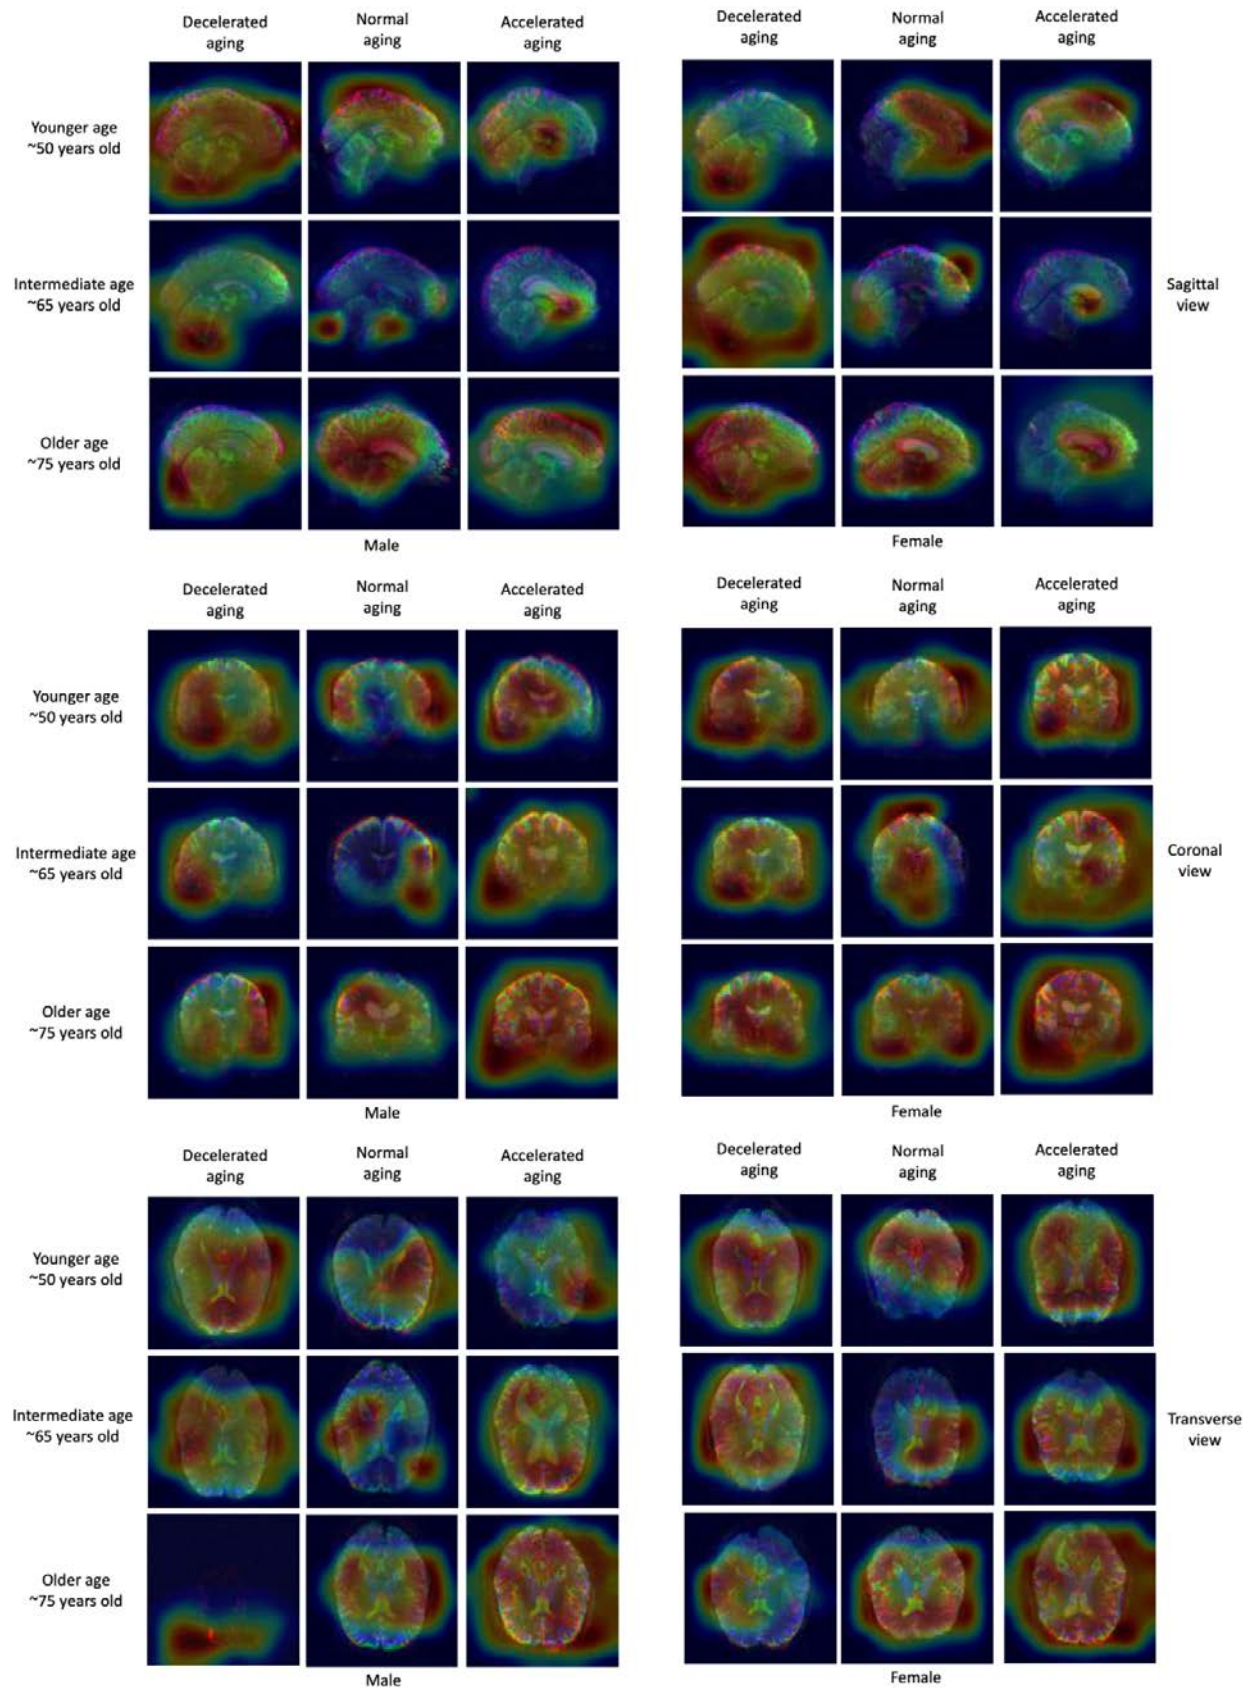 Decelerated
aging
Normal
aging
Accelerated
aging
Decelerated
aging
Normal
aging
Accelerated
aging
Younger age
~50 years old
Intermediate age
~65 years old
Sagittal
view
Older age
~75 years old
Male
Female
Decelerated
aging
Normal
aging
Accelerated
aging
Decelerated
aging
Normal
aging
Accelerated
aging
Younger age
~50 years old
Intermediate age
~65 years old
Coronal
view
Older age
~75 years old
Male
Female
Decelerated
aging
Normal
aging
Accelerated
aging
Decelerated
aging
Normal
aging
Accelerated
aging
Younger age
~50 years old
Intermediate age
~65 years old
Transverse
view
Older age
~75 years old
Male
Female